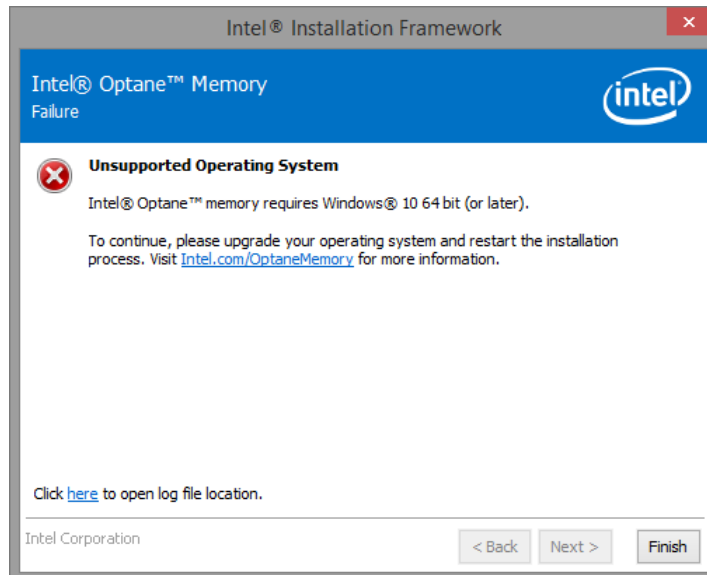 Intel® Installation Framework
Intel® Optane™ Memory
Failure
intel
Unsupported Operating System
Intel® Optane™ memory requires Windows® 10 64 bit (or later).
To continue, please upgrade your operating system and restart the installation
process. Visit Intel.com/OptaneMemory for more information.
Click here to open log file location.
Intel Corporation
< Back
Next >
Finish